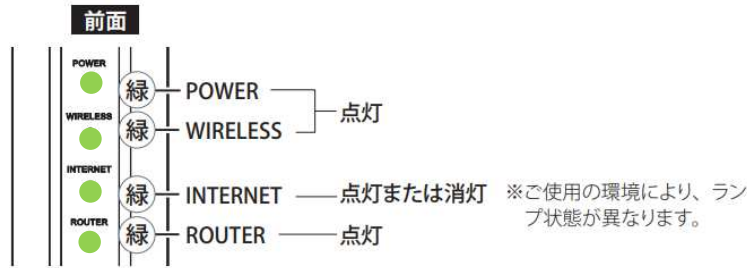 前面
POWER
緑 POWER
点灯
WIRELESS
緑 WIRELESS
INTERNET
緑 INTERNET 点灯または消灯 ※ご使用の環境により、ラン
プ状態が異なります。
ROUTER
緑 ROUTER 点灯